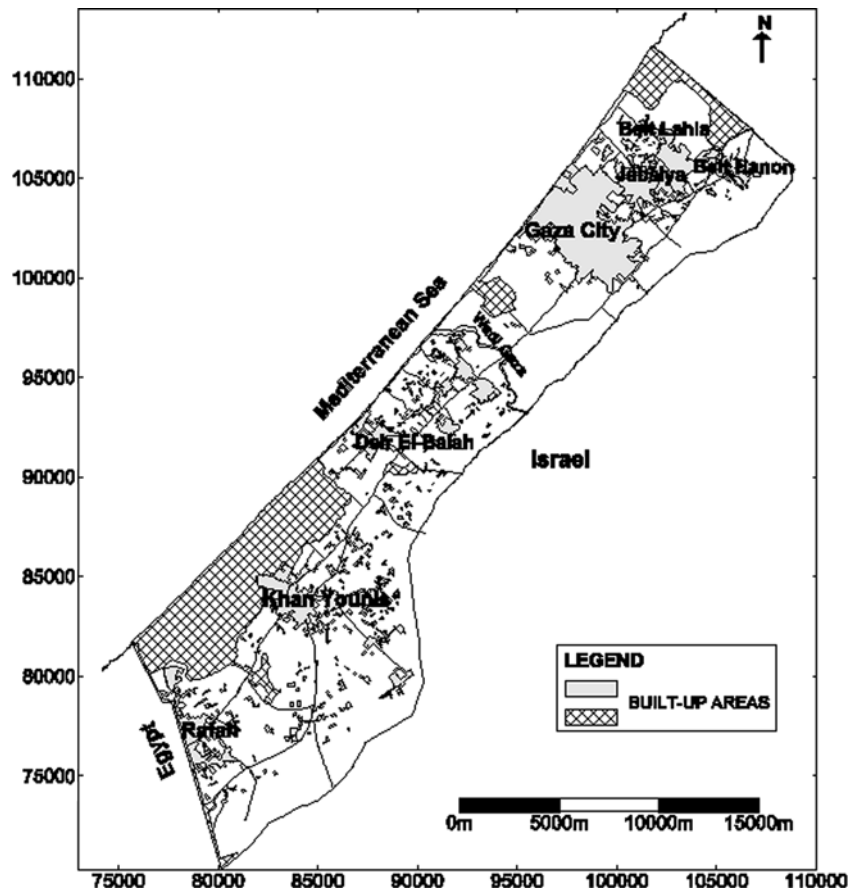 N
110000
Beit Lahia
105000
Jabalya
Beit Hanon
Gaza City
100000
Mediterranean Sea
Wadi Gaza
95000
Deir El-Balah
Israel
90000
85000
Khan Younis
80000
LEGEND
BUILT-UP AREAS
Rafah
Egypt
75000
0m 5000m 10000m 15000m
75000 80000 85000 90000 95000 100000 105000 110000